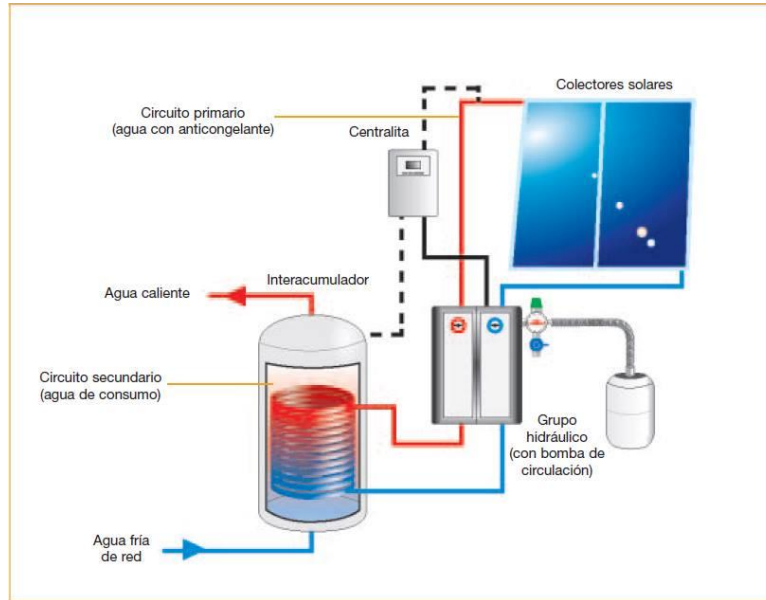 Colectores solares
Circuito primario
(agua con anticongelante)
Centralita
Interacumulador
Agua caliente
Circuito secundario
(agua de consumo)
Grupo
hidráulico
(con bomba de
circulación)
Agua fría
de red